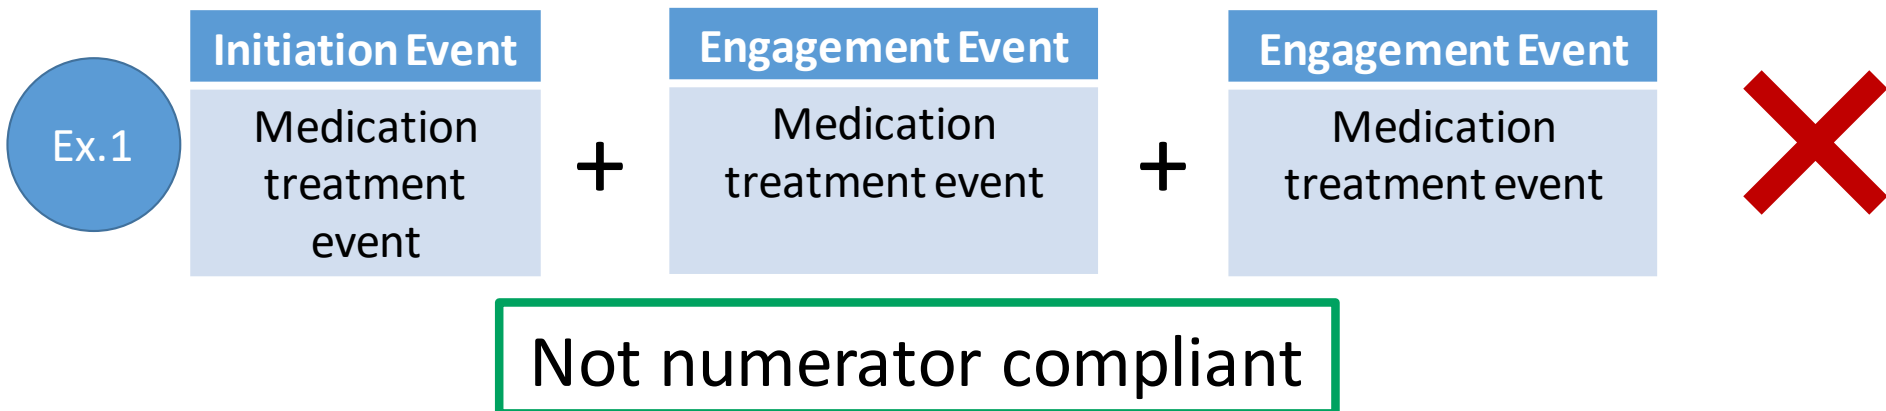 Ex.1
Initiation Event
Medication
treatment
event
+
Engagement Event
Medication
treatment event
+
Engagement Event
Medication
treatment event
Not numerator compliant